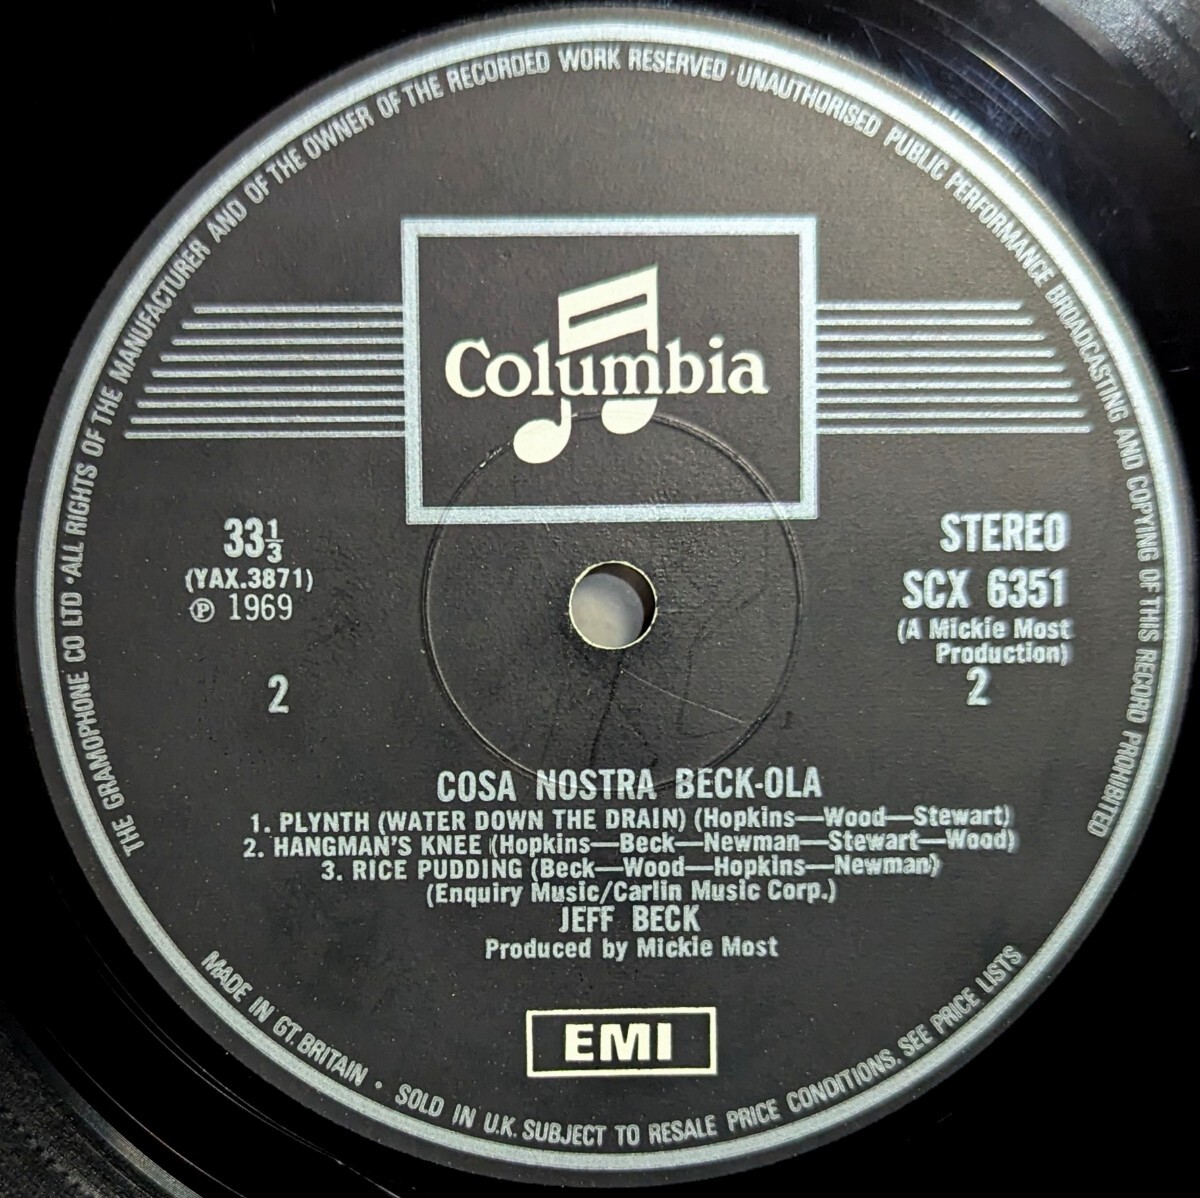 THE GRAMOPHONE CO LTD · ALL RIGHTS OF THE MANUFACTURER AND OF THE OWNER OF THE RECORDED WORK RESERVED · UNAUTHORISED PUBLIC PERFORMANCE BROADCASTING AND COPYING OF THIS RECORD PROHIBITED
Columbia
33⅓
(YAX.3871)
Ⓟ 1969
2
STEREO
SCX 6351
(A Mickie Most
Production)
2
COSA NOSTRA BECK-OLA
1. PLYNTH (WATER DOWN THE DRAIN) (Hopkins—Wood—Stewart)
2. HANGMAN'S KNEE (Hopkins—Beck—Newman—Stewart—Wood)
3. RICE PUDDING (Beck—Wood—Hopkins—Newman)
(Enquiry Music/Carlin Music Corp.)
JEFF BECK
Produced by Mickie Most
EMI
MADE IN GT. BRITAIN · SOLD IN U.K. SUBJECT TO RESALE PRICE CONDITIONS. SEE PRICE LISTS